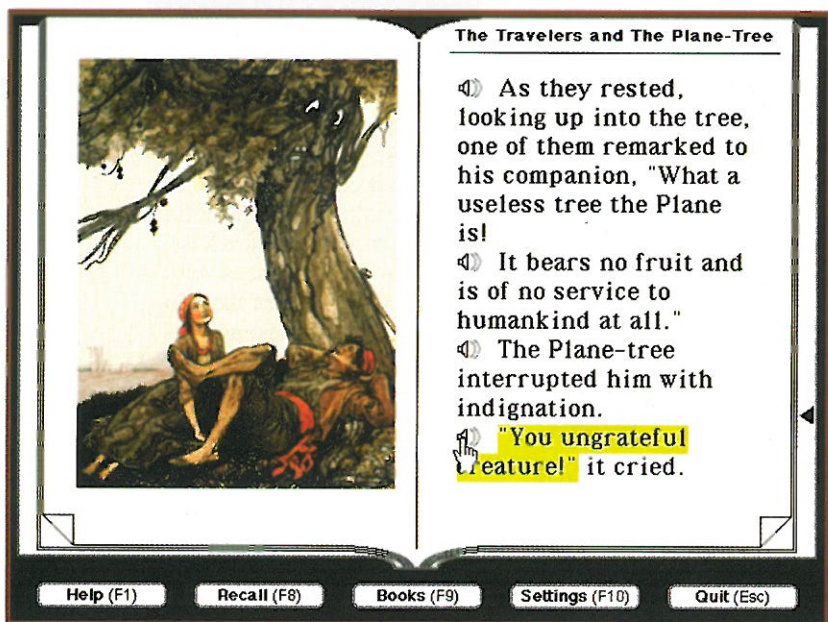 The Travelers and The Plane-Tree
As they rested,
looking up into the tree,
one of them remarked to
his companion, "What a
useless tree the Plane
is!
It bears no fruit and
is of no service to
humankind at all."
The Plane-tree
interrupted him with
indignation.
"You ungrateful
creature!" it cried.
Help (F1)
Recall (F8)
Books (F9)
Settings (F10)
Quit (Esc)